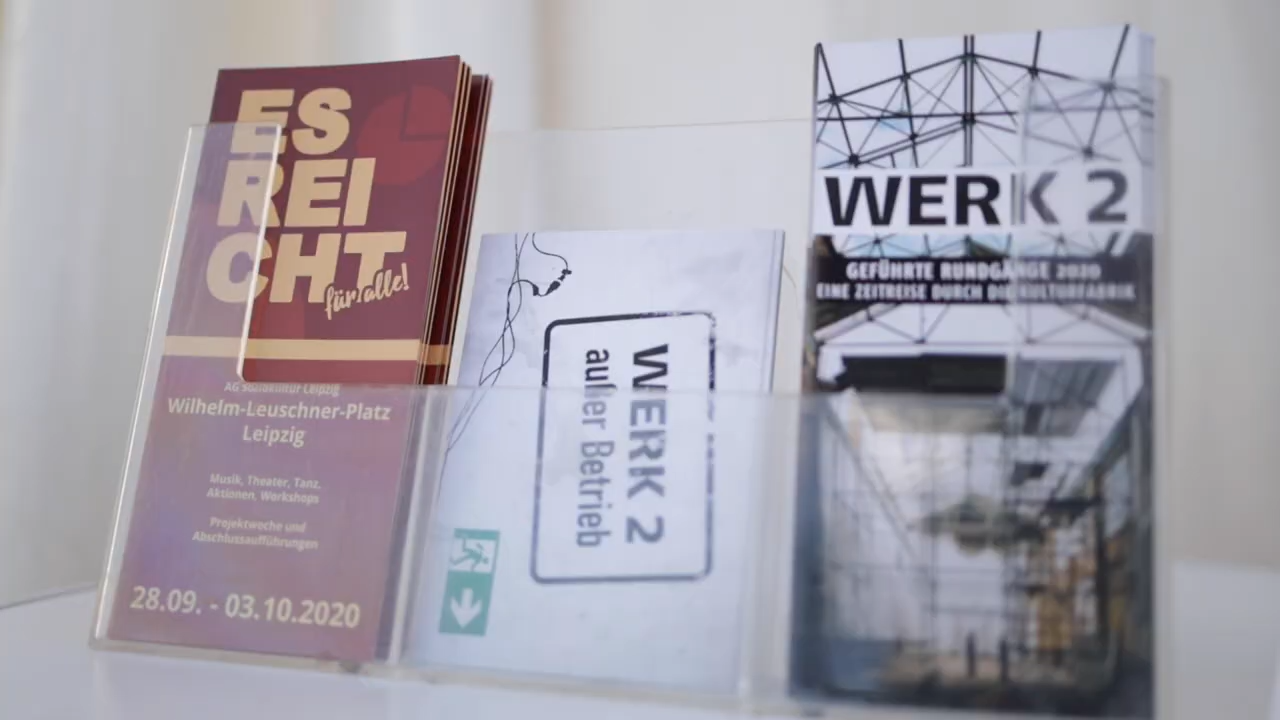 ES
REI
CHT
für alle!
AG Soziokultur Leipzig
Wilhelm-Leuschner-Platz
Leipzig
Musik, Theater, Tanz,
Aktionen, Workshops
Projektwoche und
Abschlussaufführungen
28.09. - 03.10.2020
WERK 2
außer Betrieb
WERK 2
GEFÜHRTE RUNDGÄNGE 2020
EINE ZEITREISE DURCH DIE KULTURFABRIK